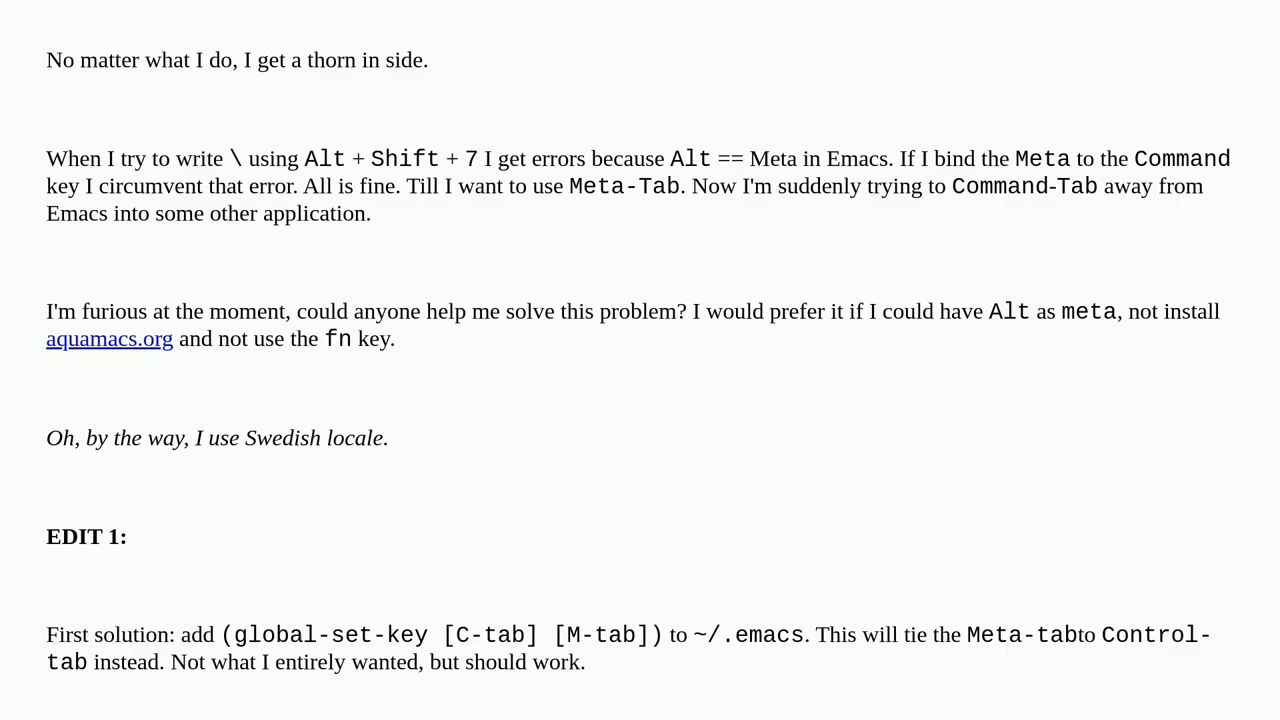 No matter what I do, I get a thorn in side.
When I try to write \ using Alt + Shift + 7 I get errors because Alt == Meta in Emacs. If I bind the Meta to the Command
key I circumvent that error. All is fine. Till I want to use Meta-Tab. Now I'm suddenly trying to Command-Tab away from
Emacs into some other application.
I'm furious at the moment, could anyone help me solve this problem? I would prefer it if I could have Alt as meta, not install
aquamacs.org and not use the fn key.
Oh, by the way, I use Swedish locale.
EDIT 1:
First solution: add (global-set-key [C-tab] [M-tab]) to ~/.emacs. This will tie the Meta-tabto Control-
tab instead. Not what I entirely wanted, but should work.